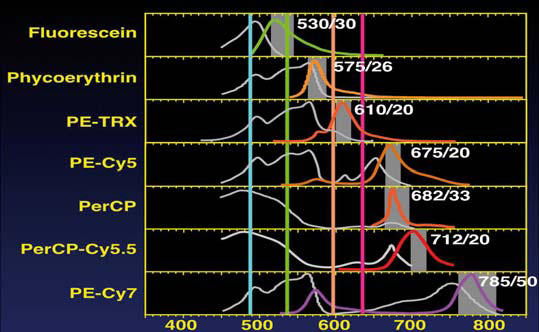 Fluorescein 530/30
Phycoerythrin 575/26
PE-TRX 610/20
PE-Cy5 675/20
PerCP 682/33
PerCP-Cy5.5 712/20
PE-Cy7 785/50
400 500 600 700 800